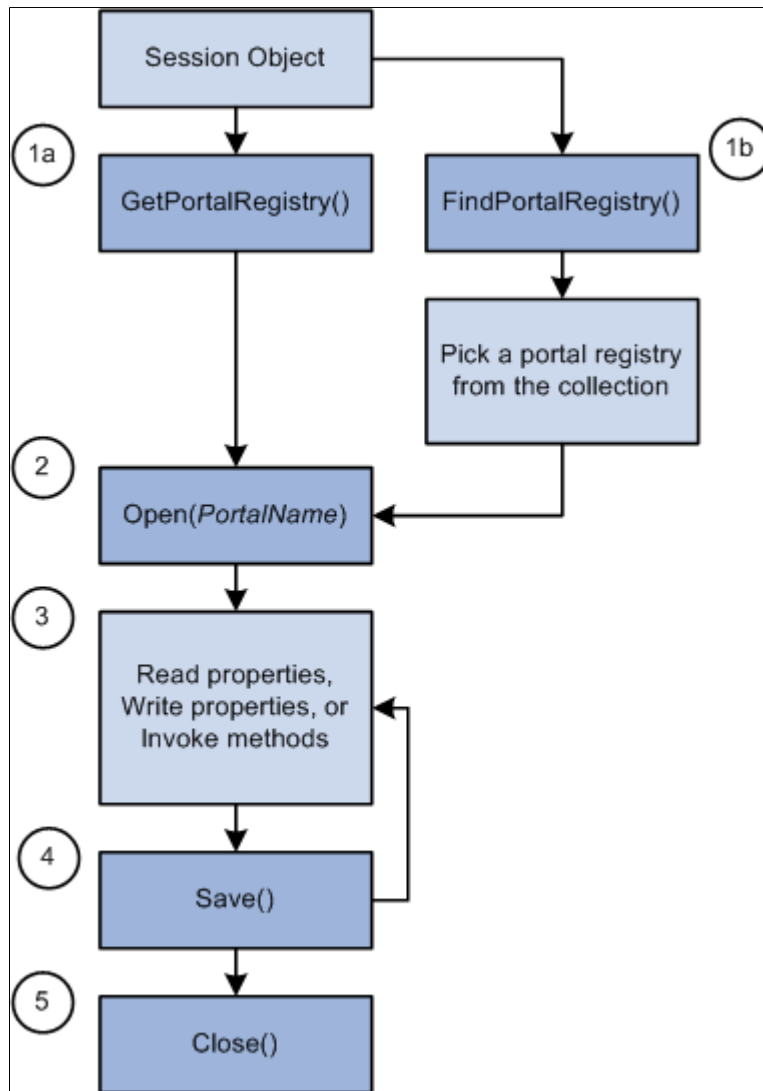 Session Object
1a
1b
GetPortalRegistry()
FindPortalRegistry()
Pick a portal registry
from the collection
2
Open(PortalName)
3
Read properties,
Write properties, or
Invoke methods
4
Save()
5
Close()